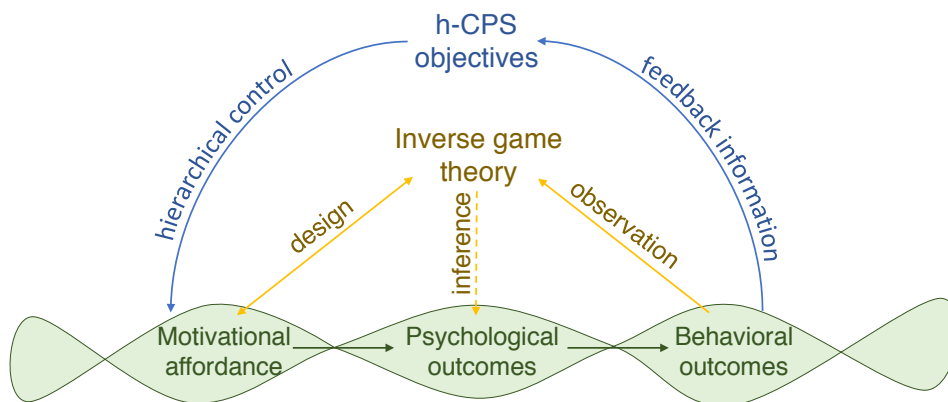 h-CPS
objectives
hierarchical control
feedback information
Inverse game
theory
design
inference
observation
Motivational
affordance
Psychological
outcomes
Behavioral
outcomes